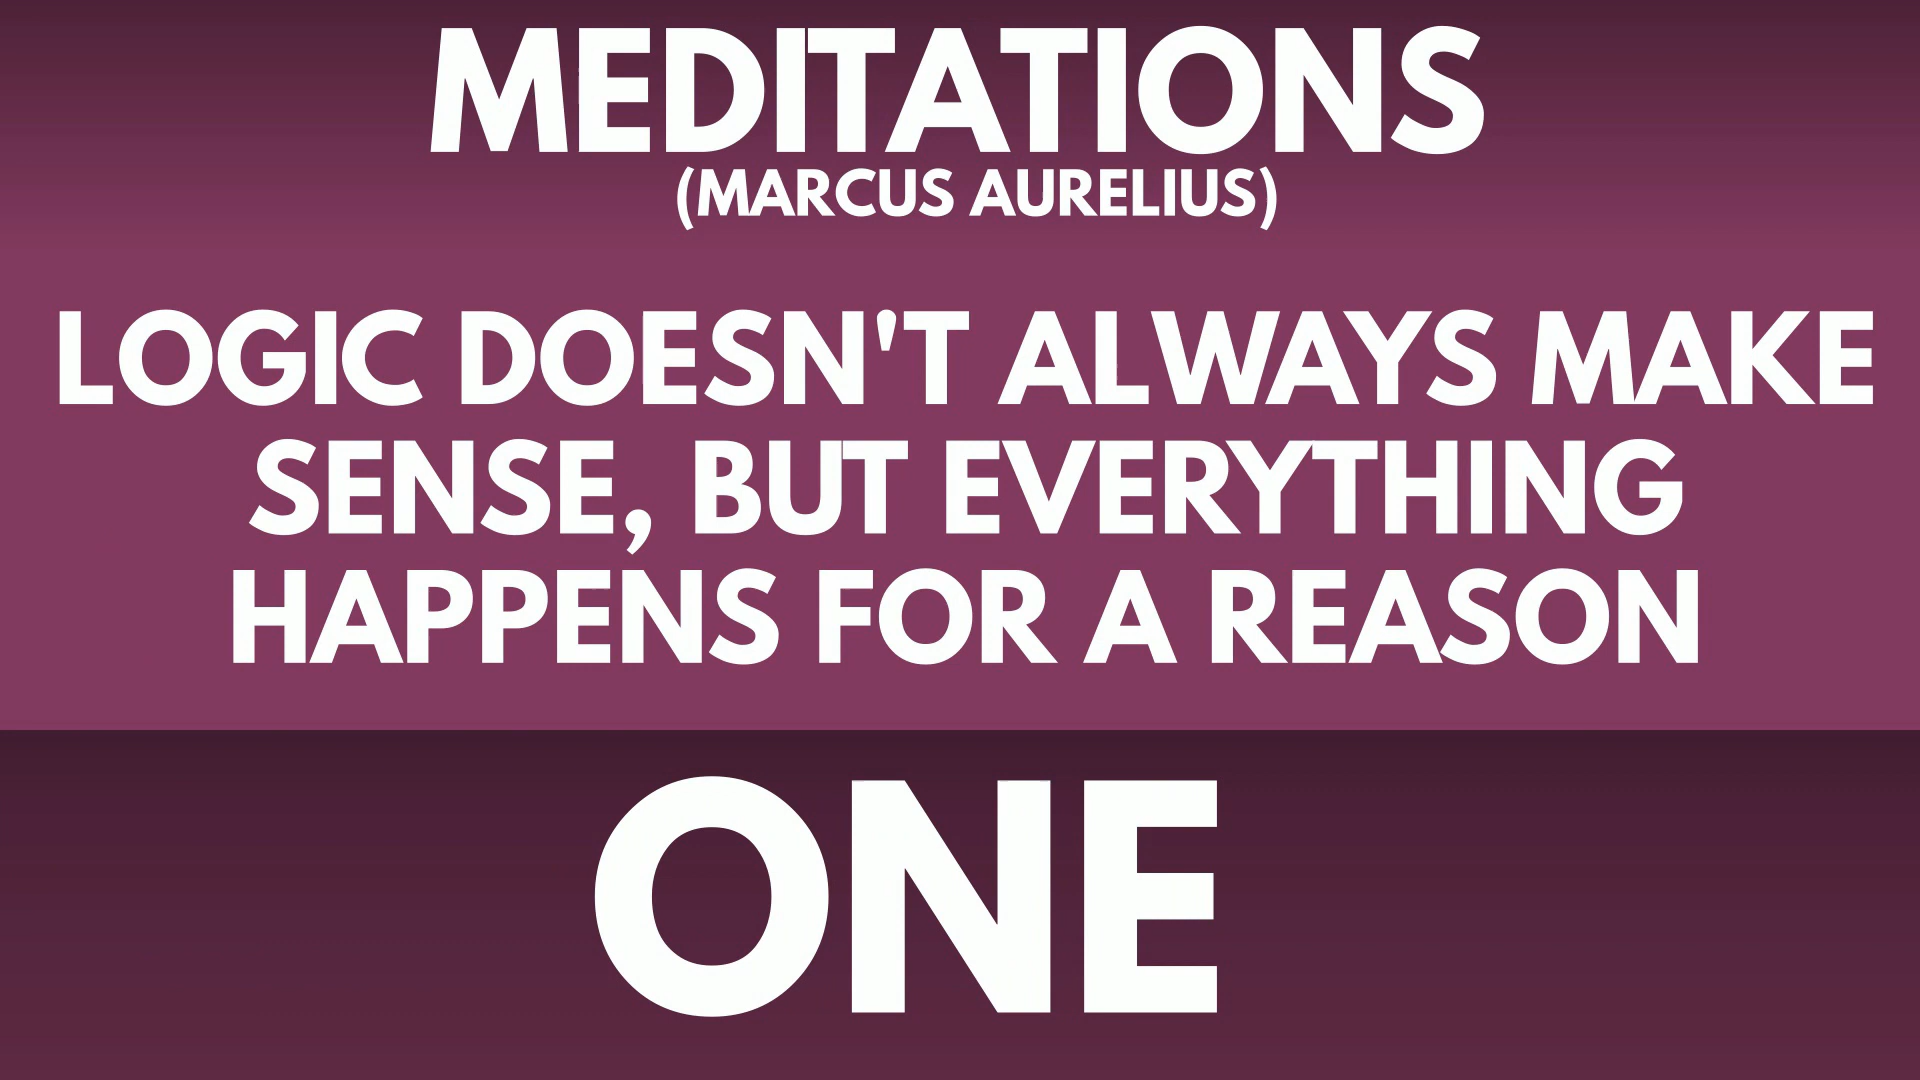 MEDITATIONS
(MARCUS AURELIUS)
LOGIC DOESN'T ALWAYS MAKE
SENSE, BUT EVERYTHING
HAPPENS FOR A REASON
ONE